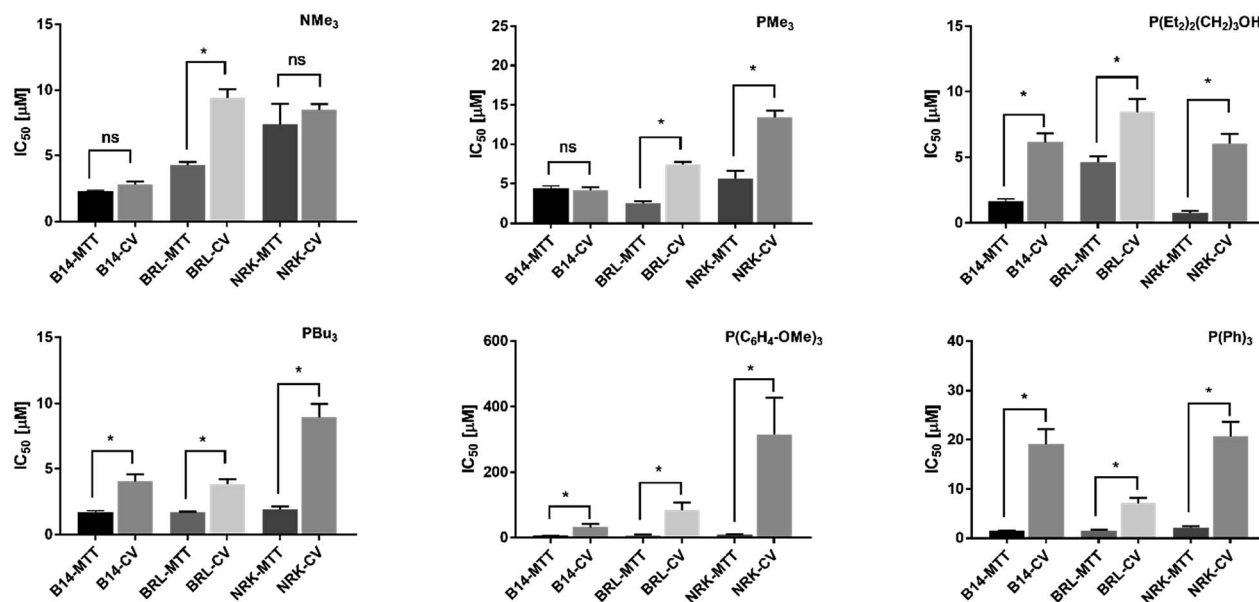 NMe₃
IC₅₀ [µM]
15
10
5
0
ns
*
ns
B14-MTT
B14-CV
BRL-MTT
BRL-CV
NRK-MTT
NRK-CV
PMe₃
IC₅₀ [µM]
25
20
15
10
5
0
ns
*
*
B14-MTT
B14-CV
BRL-MTT
BRL-CV
NRK-MTT
NRK-CV
P(Et₂)₂(CH₂)₃OH
IC₅₀ [µM]
15
10
5
0
*
*
*
B14-MTT
B14-CV
BRL-MTT
BRL-CV
NRK-MTT
NRK-CV
PBu₃
IC₅₀ [µM]
15
10
5
0
*
*
*
B14-MTT
B14-CV
BRL-MTT
BRL-CV
NRK-MTT
NRK-CV
P(C₆H₄-OMe)₃
IC₅₀ [µM]
600
400
200
0
*
*
*
B14-MTT
B14-CV
BRL-MTT
BRL-CV
NRK-MTT
NRK-CV
P(Ph)₃
IC₅₀ [µM]
40
30
20
10
0
*
*
*
B14-MTT
B14-CV
BRL-MTT
BRL-CV
NRK-MTT
NRK-CV